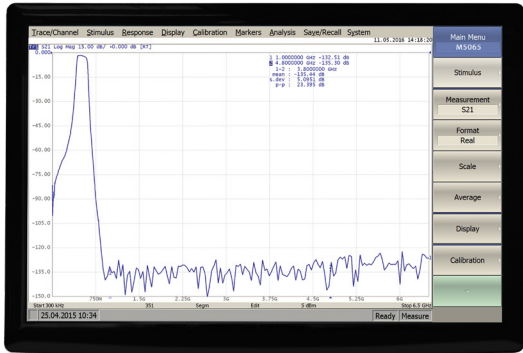 Trace/Channel Stimulus Response Display Calibration Markers Analysis Save/Recall System
11.05.2016 14:18:20
Tr1 S21 Log Mag 15.00 dB/ +0.000 dB [RT]
0.000
1 1.0000000 GHz -132.51 dB
2 4.8000000 GHz -135.30 dB
1-2 : 3.8000000 GHz
mean : -135.44 dB
s.dev : 5.0951 dB
p-p : 23.395 dB
-15.00
-30.00
-45.00
-60.00
-75.00
-90.00
-105.0
-120.0
-135.0
-150.0
750M 1.5G 2.25G 3G 3.75G 4.5G 5.25G 6G
Start 300 kHz 351 Segm Edit 5 dBm Stop 6.5 GHz
25.04.2015 10:34 Ready Measure
Main Menu
M5065
Stimulus
Measurement
S21
Format
Real
Scale
Average
Display
Calibration